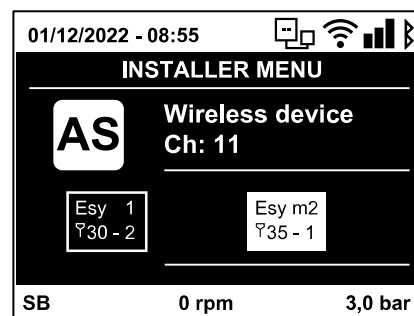 01/12/2022 - 08:55
INSTALLER MENU
AS
Wireless device
Ch: 11
Esy 1
30 - 2
Esy m2
35 - 1
SB 0 rpm 3,0 bar